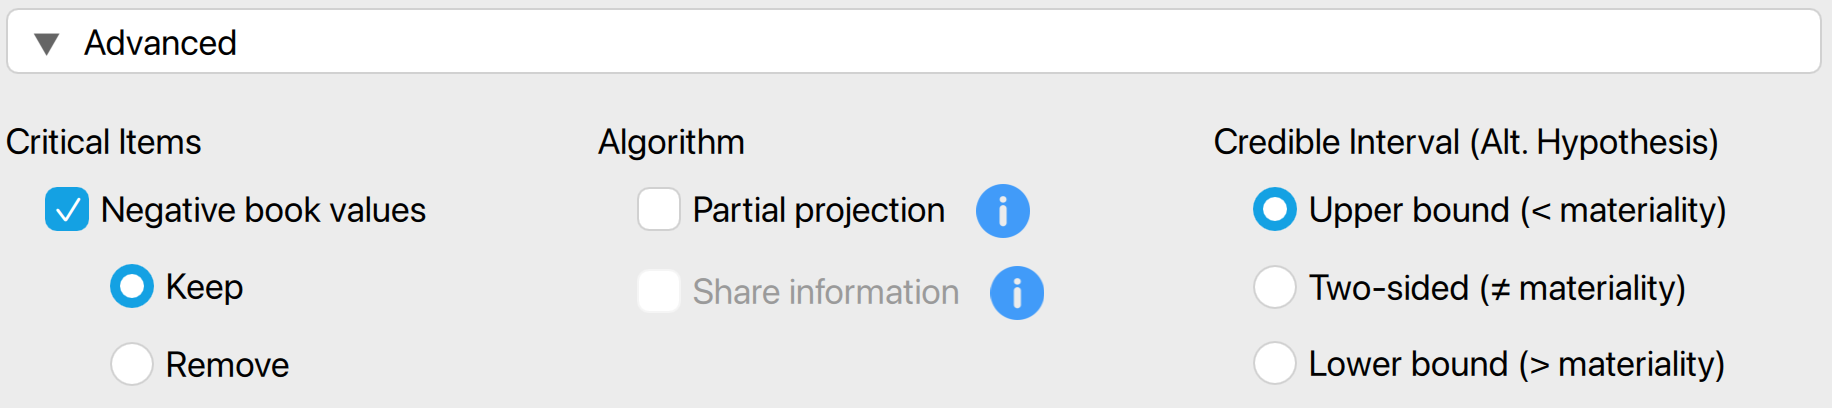 Advanced
Critical Items
Negative book values
Keep
Remove
Algorithm
Partial projection
Share information
Credible Interval (Alt. Hypothesis)
Upper bound (< materiality)
Two-sided (≠ materiality)
Lower bound (> materiality)